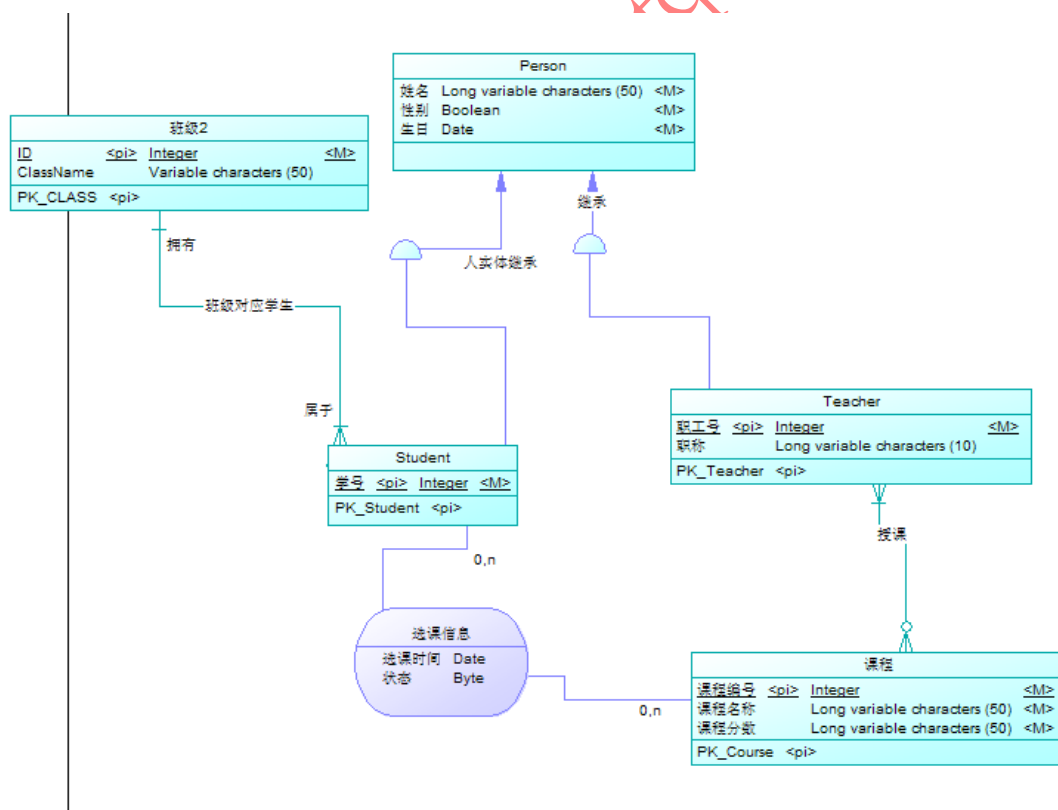 Person
姓名 Long variable characters (50) <M>
性别 Boolean <M>
生日 Date <M>
班级2
ID <pi> Integer <M>
ClassName Variable characters (50)
PK_CLASS <pi>
拥有
继承
人实体继承
班级对应学生
属于
Teacher
职工号 <pi> Integer <M>
职称 Long variable characters (10)
PK_Teacher <pi>
Student
学号 <pi> Integer <M>
PK_Student <pi>
授课
0,n
选课信息
选课时间 Date
状态 Byte
0,n
课程
课程编号 <pi> Integer <M>
课程名称 Long variable characters (50) <M>
课程分数 Long variable characters (50) <M>
PK_Course <pi>